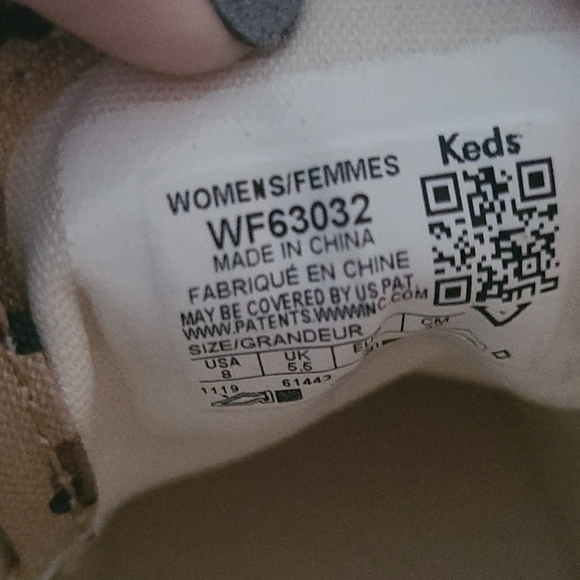 Keds
WOMENS/FEMMES
WF63032
MADE IN CHINA
FABRIQUÉ EN CHINE
MAY BE COVERED BY US PAT.
WWW.PATENTS.WWWINC.COM
SIZE/GRANDEUR
USA UK CM
8 5.5
1119